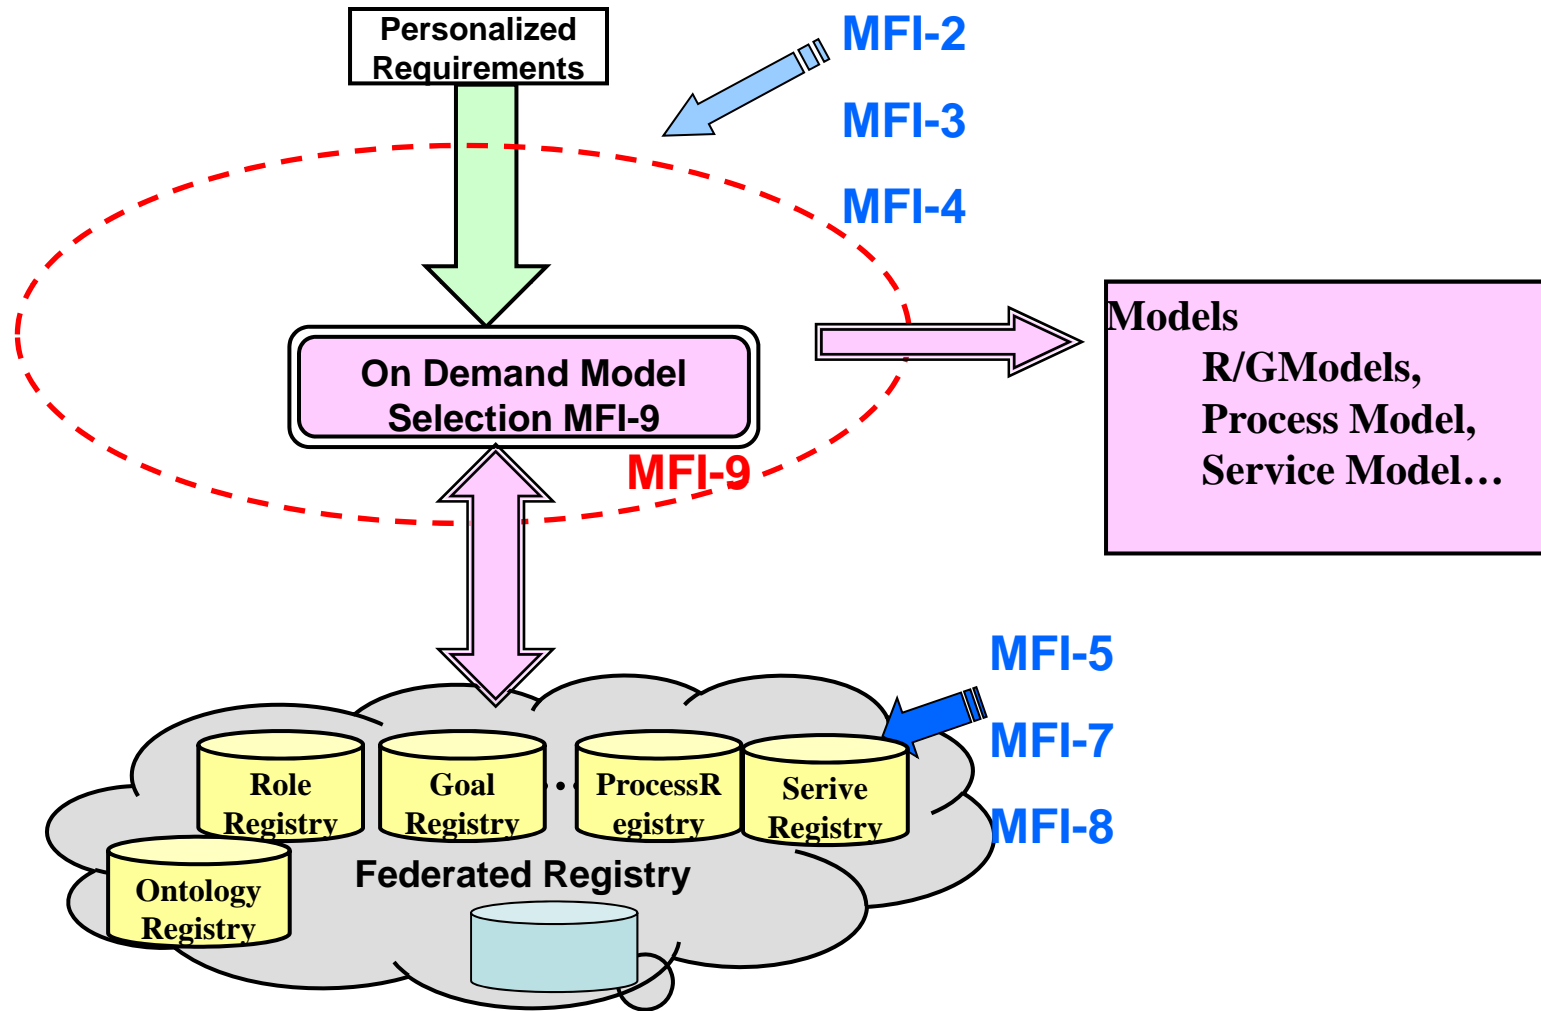 Personalized
Requirements
MFI-2
MFI-3
MFI-4
On Demand Model
Selection MFI-9
MFI-9
Models
R/GModels,
Process Model,
Service Model…
MFI-5
MFI-7
MFI-8
Role
Registry
Goal
Registry
…
ProcessR
egistry
Serive
Registry
Ontology
Registry
Federated Registry